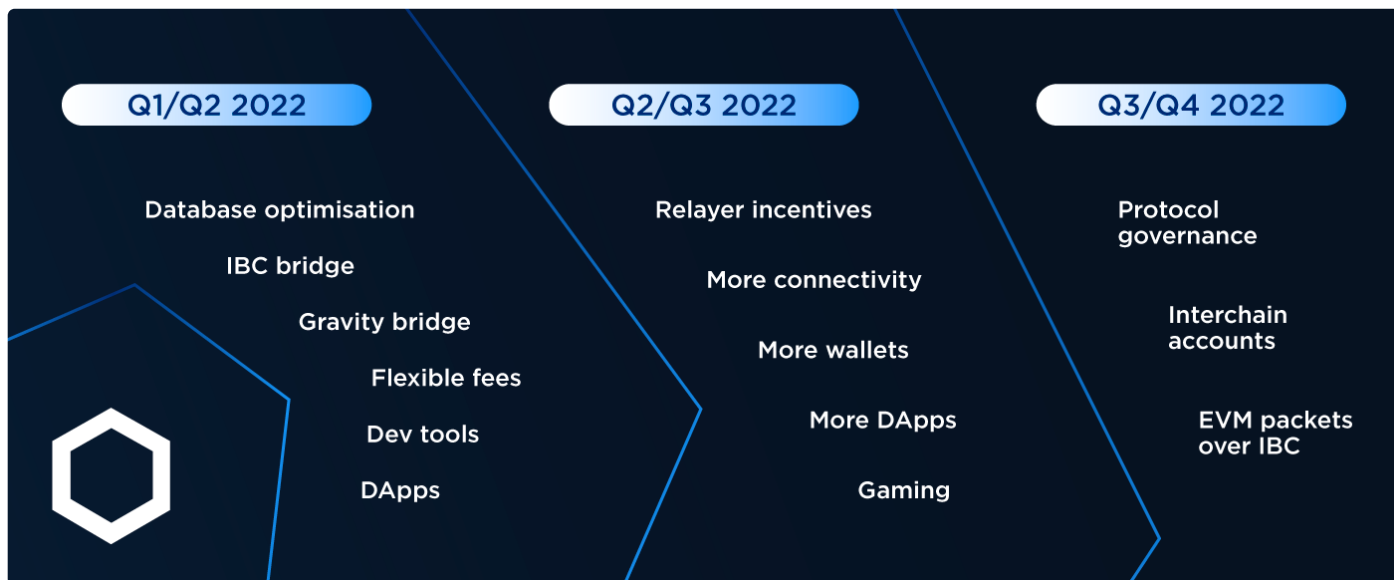 Q1/Q2 2022
Database optimisation
IBC bridge
Gravity bridge
Flexible fees
Dev tools
DApps
Q2/Q3 2022
Relayer incentives
More connectivity
More wallets
More DApps
Gaming
Q3/Q4 2022
Protocol
governance
Interchain
accounts
EVM packets
over IBC